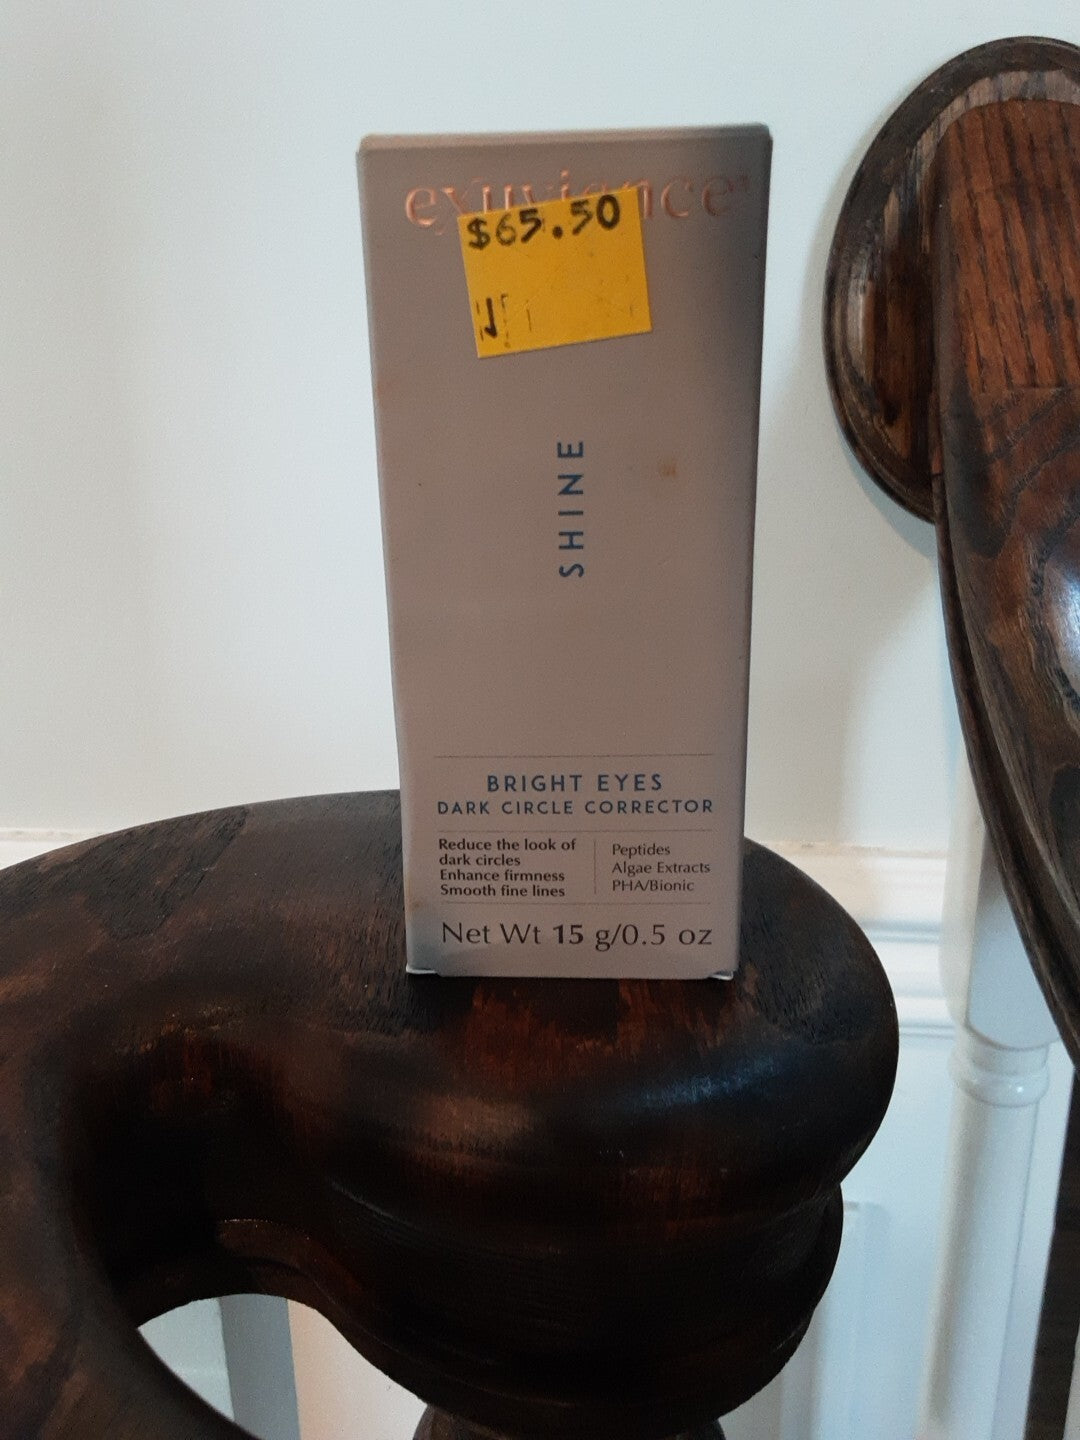 exuviance
$65.50
SHINE
BRIGHT EYES
DARK CIRCLE CORRECTOR
Reduce the look of
dark circles
Enhance firmness
Smooth fine lines
Peptides
Algae Extracts
PHA/Bionic
Net Wt 15 g/0.5 oz